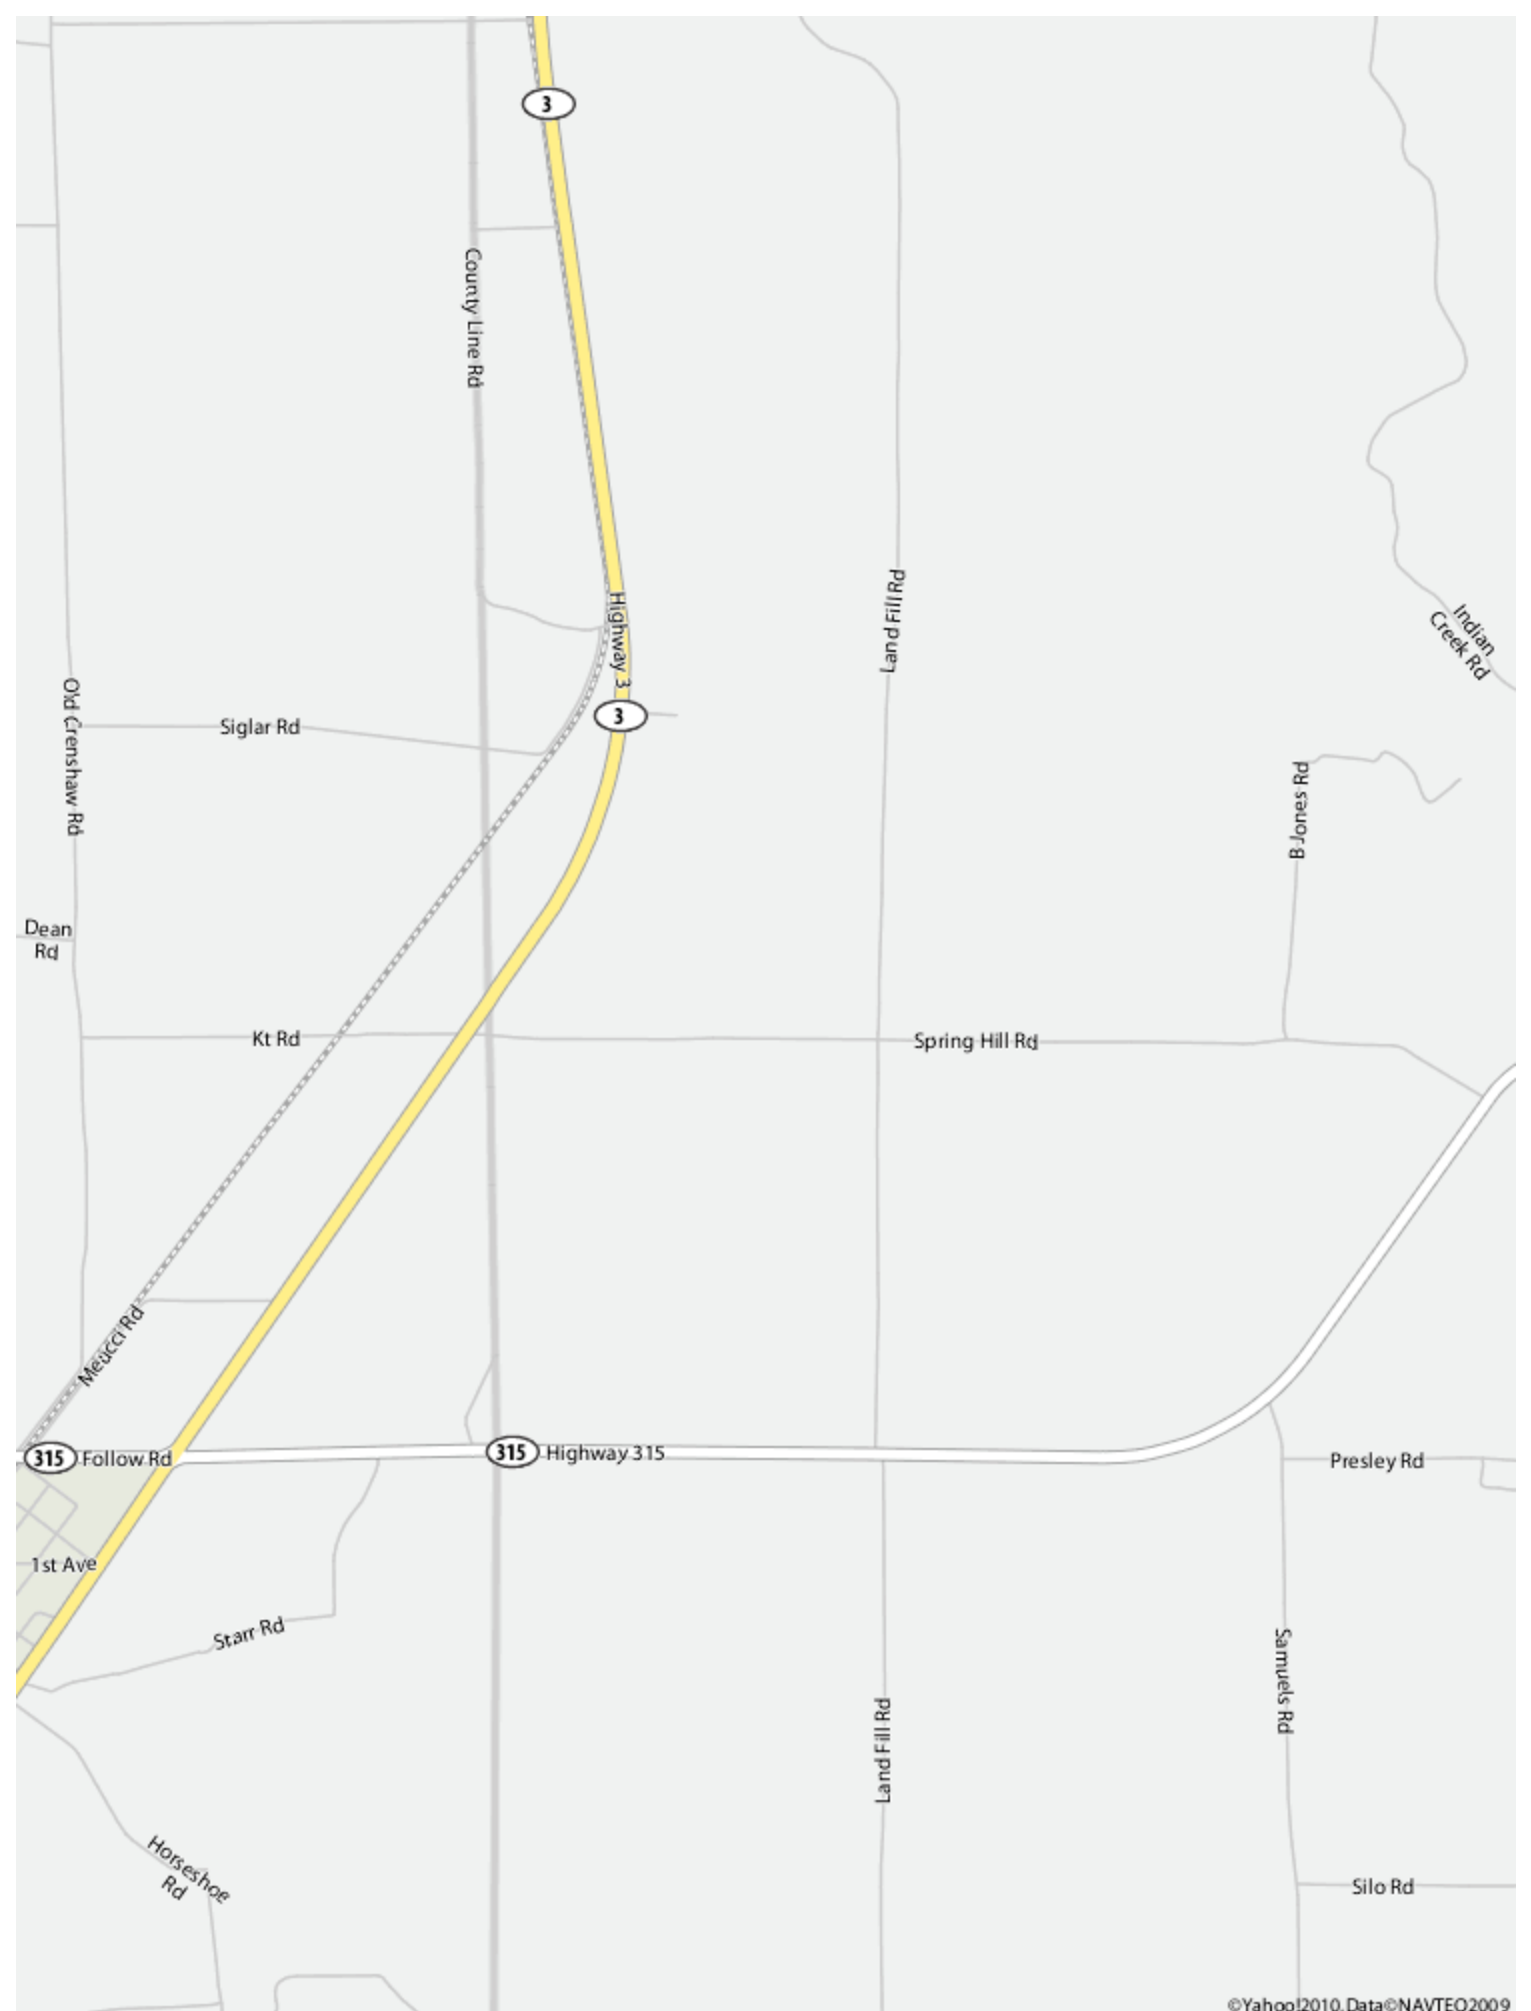 3
County Line Rd
Highway 3
Land Fill Rd
Indian
Creek Rd
Old Crenshaw Rd
Siglar Rd
3
B Jones Rd
Dean
Rd
Kt Rd
Spring Hill Rd
Meucci Rd
315
Follow Rd
315
Highway 315
Presley Rd
1st Ave
Starr Rd
Samuels Rd
Land Fill Rd
Horseshoe
Rd
Silo Rd
©Yahoo!2010,Data©NAVTEQ2009